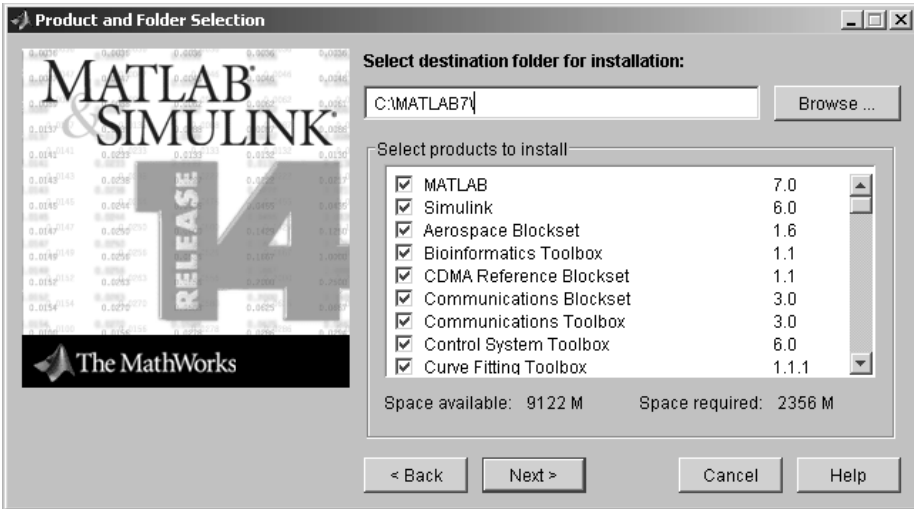 Product and Folder Selection
MATLAB®
& SIMULINK®
RELEASE 14
The MathWorks
Select destination folder for installation:
C:\MATLAB7\
Browse ...
Select products to install
MATLAB 7.0
Simulink 6.0
Aerospace Blockset 1.6
Bioinformatics Toolbox 1.1
CDMA Reference Blockset 1.1
Communications Blockset 3.0
Communications Toolbox 3.0
Control System Toolbox 6.0
Curve Fitting Toolbox 1.1.1
Space available: 9122 M Space required: 2356 M
< Back Next > Cancel Help